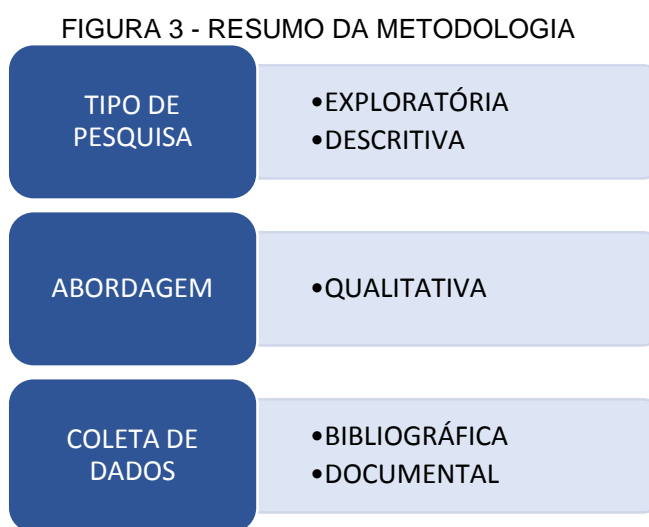 FIGURA 3 - RESUMO DA METODOLOGIA
TIPO DE
PESQUISA
•EXPLORATÓRIA
•DESCRITIVA
ABORDAGEM
•QUALITATIVA
COLETA DE
DADOS
•BIBLIOGRÁFICA
•DOCUMENTAL